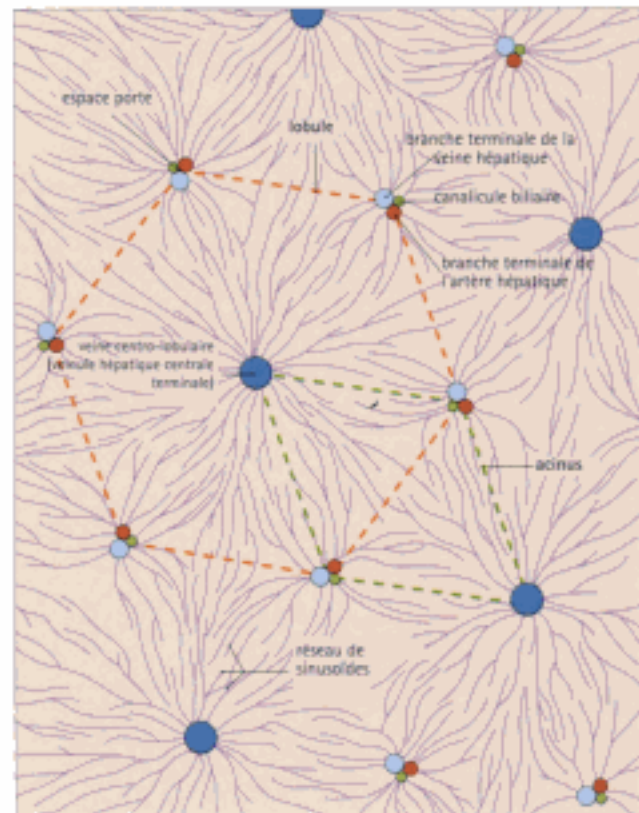 espace porte
lobule
branche terminale de la
veine hépatique
canalicule biliaire
branche terminale de
l'artère hépatique
veine centro-lobulaire
(veinule hépatique centrale
terminale)
acinus
réseau de
sinusoïdes